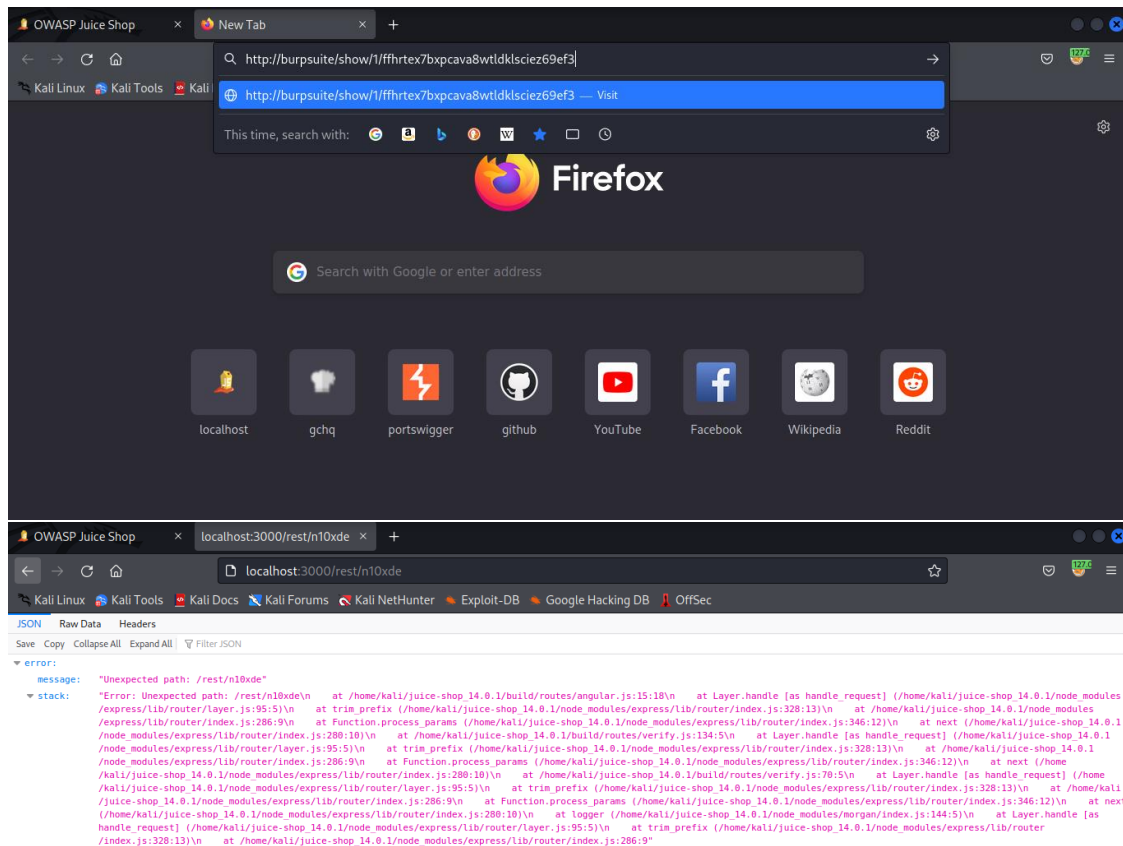 OWASP Juice Shop × New Tab × +
http://burpsuite/show/1/ffhrtex7bxpcava8wtldklsciez69ef3
127.0
Kali Linux Kali Tools Kali
http://burpsuite/show/1/ffhrtex7bxpcava8wtldklsciez69ef3 — Visit
This time, search with:
Firefox
Search with Google or enter address
localhost gchq portswigger github YouTube Facebook Wikipedia Reddit
OWASP Juice Shop × localhost:3000/rest/n10xde × +
localhost:3000/rest/n10xde
127.0
Kali Linux Kali Tools Kali Docs Kali Forums Kali NetHunter Exploit-DB Google Hacking DB OffSec
JSON Raw Data Headers
Save Copy Collapse All Expand All Filter JSON
error:
message: "Unexpected path: /rest/n10xde"
stack: "Error: Unexpected path: /rest/n10xde\n at /home/kali/juice-shop_14.0.1/build/routes/angular.js:15:18\n at Layer.handle [as handle_request] (/home/kali/juice-shop_14.0.1/node_modules
/express/lib/router/layer.js:95:5)\n at trim_prefix (/home/kali/juice-shop_14.0.1/node_modules/express/lib/router/index.js:328:13)\n at /home/kali/juice-shop_14.0.1/node_modules
/express/lib/router/index.js:286:9\n at Function.process_params (/home/kali/juice-shop_14.0.1/node_modules/express/lib/router/index.js:346:12)\n at next (/home/kali/juice-shop_14.0.1
/node_modules/express/lib/router/index.js:280:10)\n at /home/kali/juice-shop_14.0.1/build/routes/verify.js:134:5\n at Layer.handle [as handle_request] (/home/kali/juice-shop_14.0.1
/node_modules/express/lib/router/layer.js:95:5)\n at trim_prefix (/home/kali/juice-shop_14.0.1/node_modules/express/lib/router/index.js:328:13)\n at /home/kali/juice-shop_14.0.1
/node_modules/express/lib/router/index.js:286:9\n at Function.process_params (/home/kali/juice-shop_14.0.1/node_modules/express/lib/router/index.js:346:12)\n at next (/home
/kali/juice-shop_14.0.1/node_modules/express/lib/router/index.js:280:10)\n at /home/kali/juice-shop_14.0.1/build/routes/verify.js:70:5\n at Layer.handle [as handle_request] (/home
/kali/juice-shop_14.0.1/node_modules/express/lib/router/layer.js:95:5)\n at trim_prefix (/home/kali/juice-shop_14.0.1/node_modules/express/lib/router/index.js:328:13)\n at /home/kali
/juice-shop_14.0.1/node_modules/express/lib/router/index.js:286:9\n at Function.process_params (/home/kali/juice-shop_14.0.1/node_modules/express/lib/router/index.js:346:12)\n at next
(/home/kali/juice-shop_14.0.1/node_modules/express/lib/router/index.js:280:10)\n at logger (/home/kali/juice-shop_14.0.1/node_modules/morgan/index.js:144:5)\n at Layer.handle [as
handle_request] (/home/kali/juice-shop_14.0.1/node_modules/express/lib/router/layer.js:95:5)\n at trim_prefix (/home/kali/juice-shop_14.0.1/node_modules/express/lib/router
/index.js:328:13)\n at /home/kali/juice-shop_14.0.1/node_modules/express/lib/router/index.js:286:9"